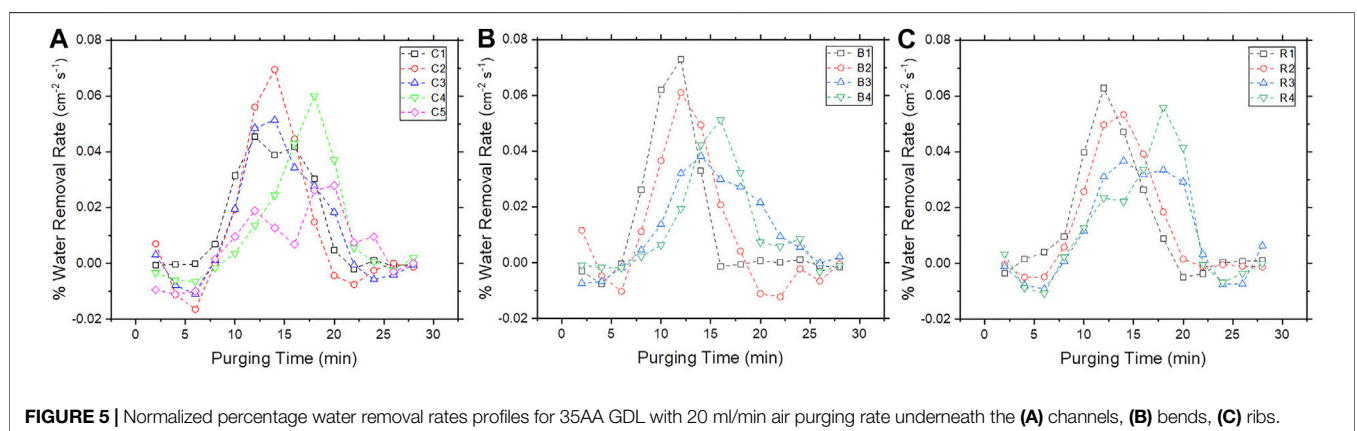 A
% Water Removal Rate (cm⁻² s⁻¹)
0.08
0.06
0.04
0.02
0.00
-0.02
0 5 10 15 20 25 30
Purging Time (min)
C1
C2
C3
C4
C5
B
% Water Removal Rate (cm⁻² s⁻¹)
0.08
0.06
0.04
0.02
0.00
-0.02
0 5 10 15 20 25 30
Purging Time (min)
B1
B2
B3
B4
C
% Water Removal Rate (cm⁻² s⁻¹)
0.08
0.06
0.04
0.02
0.00
-0.02
0 5 10 15 20 25 30
Purging Time (min)
R1
R2
R3
R4
FIGURE 5 | Normalized percentage water removal rates profiles for 35AA GDL with 20 ml/min air purging rate underneath the (A) channels, (B) bends, (C) ribs.